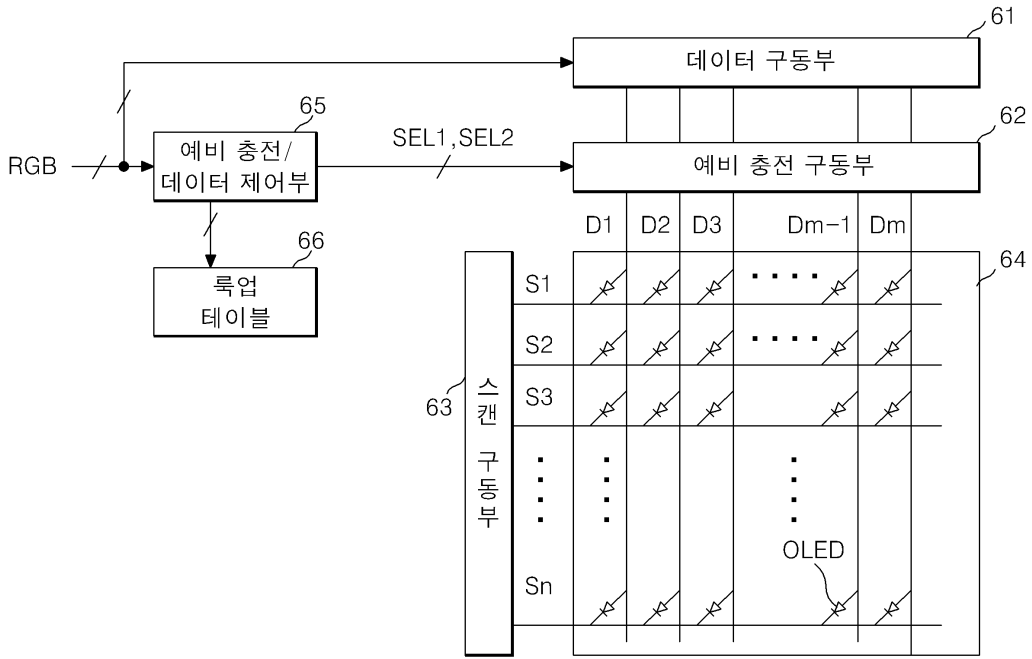 61
데이터 구동부
65
62
RGB
예비 충전/
데이터 제어부
SEL1,SEL2
예비 충전 구동부
D1 D2 D3 Dm-1 Dm
66
룩업
테이블
64
S1
S2
S3
63
스캔 구동부
OLED
Sn